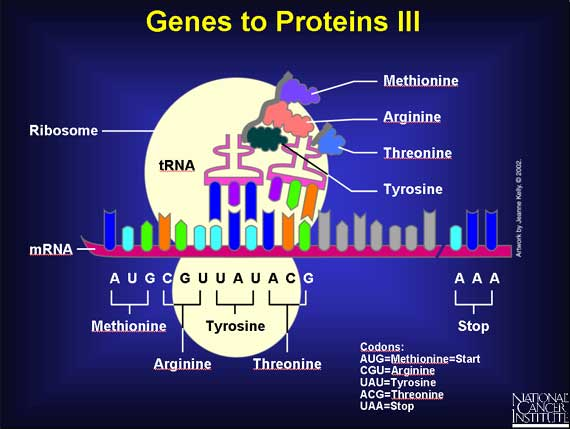 Genes to Proteins III
Methionine
Arginine
Ribosome
Threonine
tRNA
Tyrosine
mRNA
A U G C G U U A U A C G A A A
Methionine Tyrosine Stop
Arginine Threonine
Codons:
AUG=Methionine=Start
CGU=Arginine
UAU=Tyrosine
ACG=Threonine
UAA=Stop
Artwork by Jeanne Kelly. © 2002.
NATIONAL
CANCER
INSTITUTE